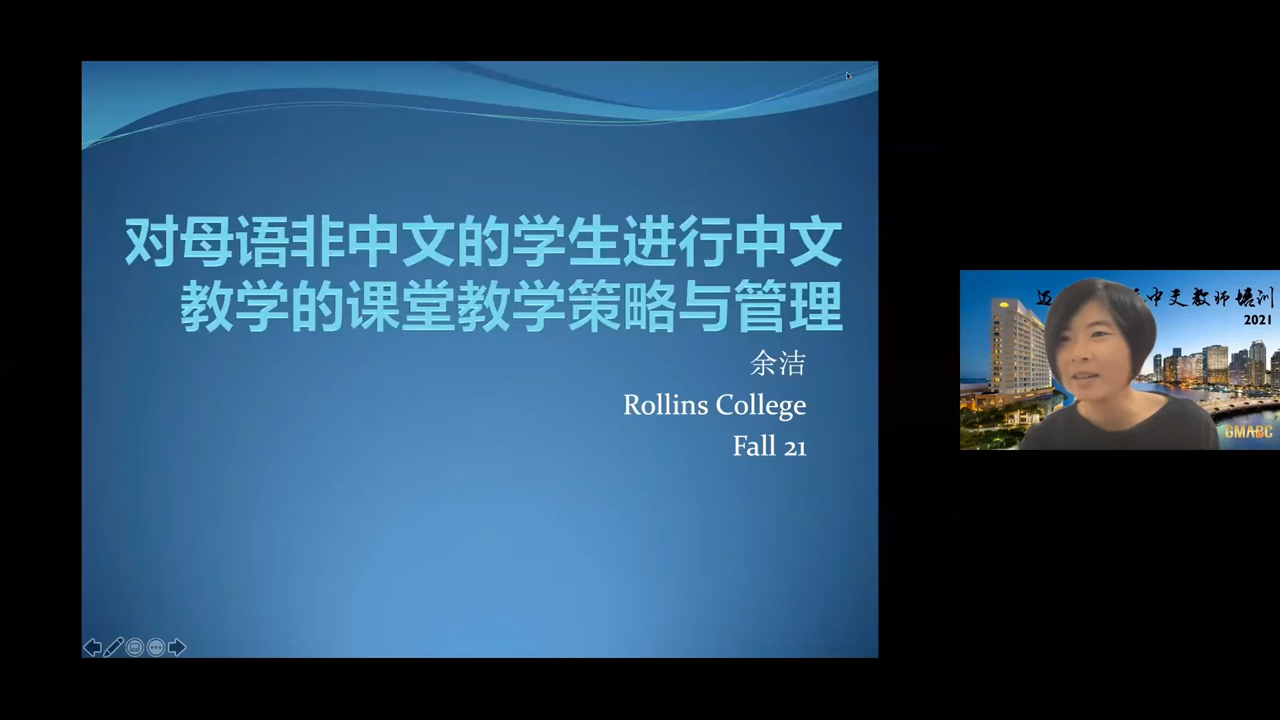 对母语非中文的学生进行中文
教学的课堂教学策略与管理
余洁
Rollins College
Fall 21
中文教师培训
2021
GMABC